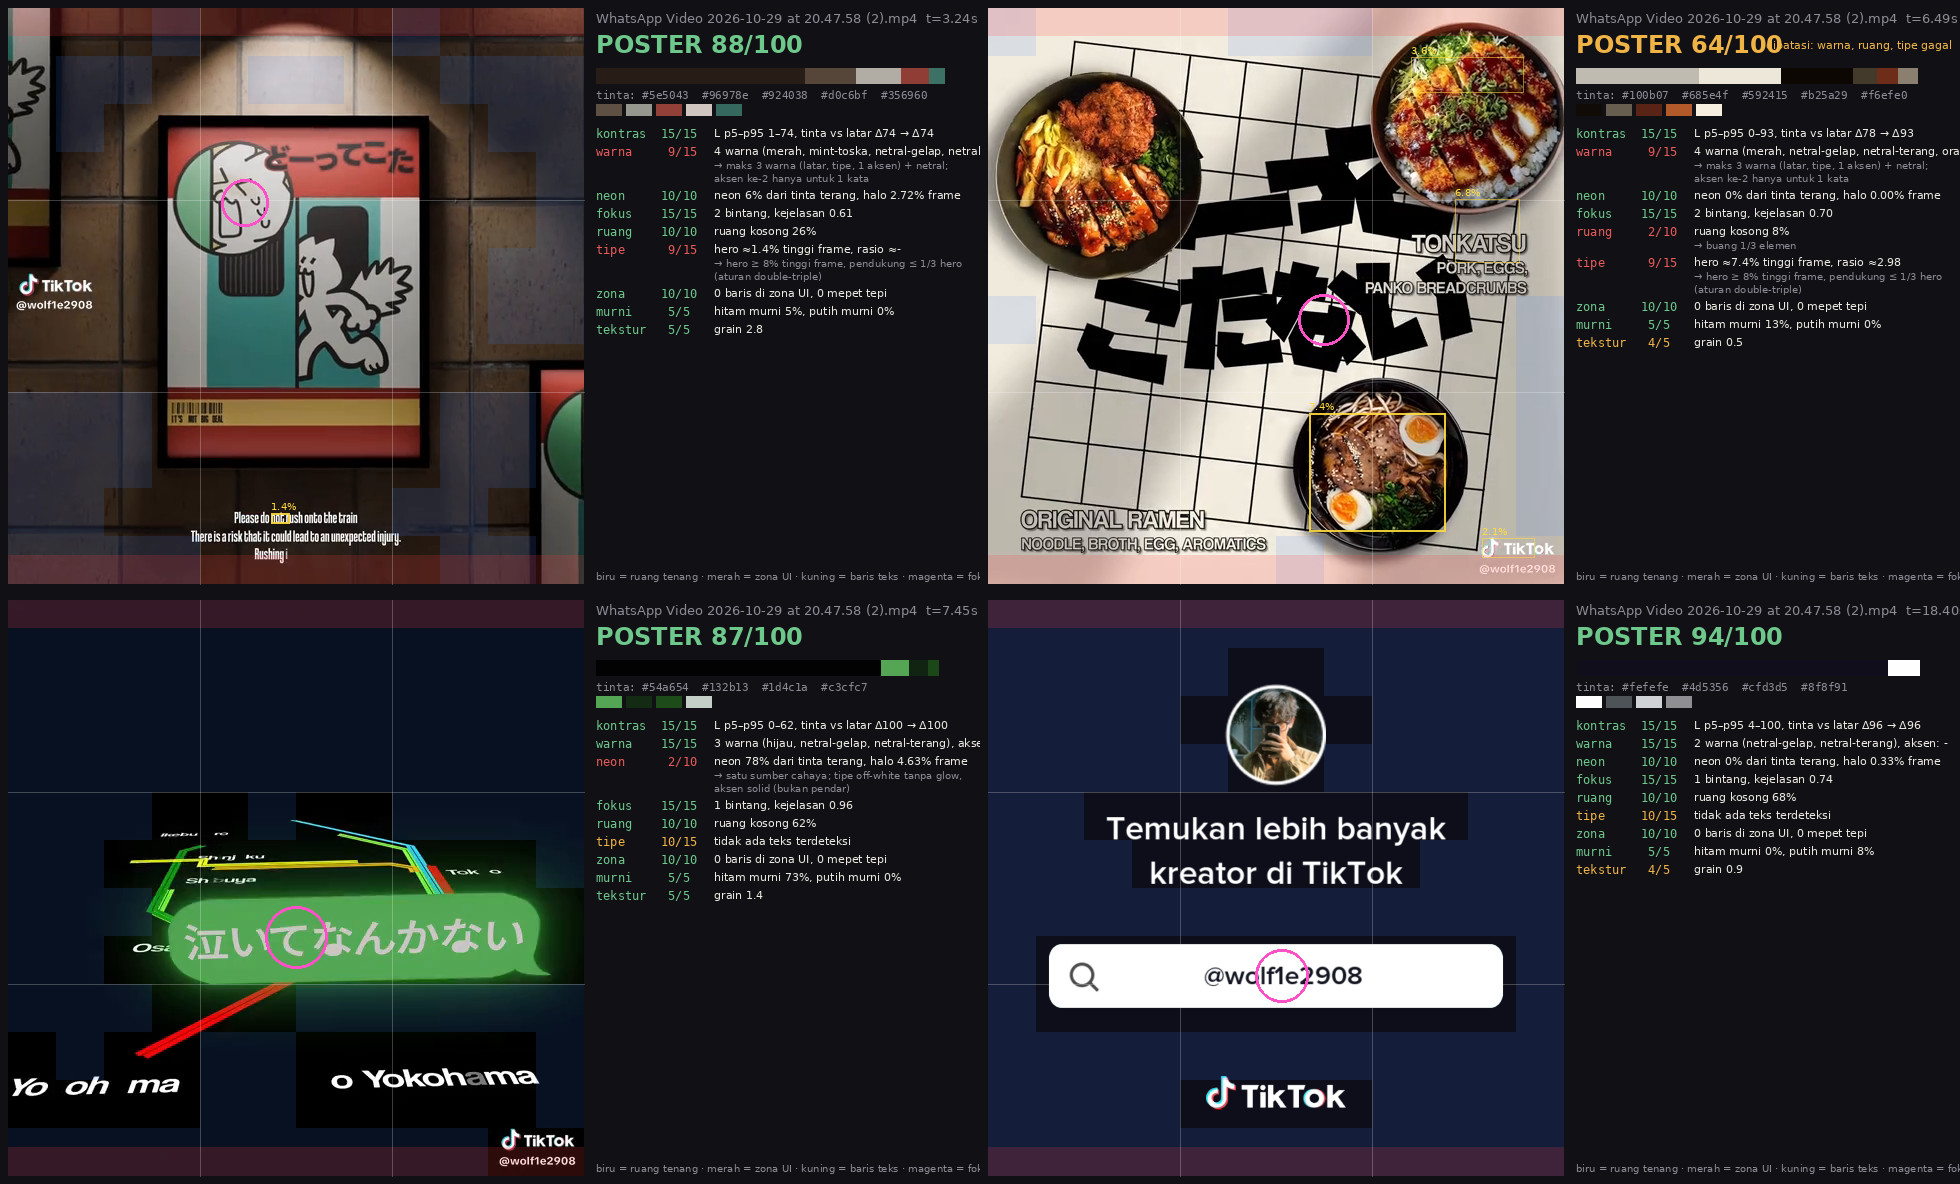 どーってこた
IT'S NOT BIG DEAL
TikTok
@wolf1e2908
1.4%
Please do ush onto the train
There is a risk that it could lead to an unexpected injury.
Rushing i
WhatsApp Video 2026-10-29 at 20.47.58 (2).mp4 t=3.24s
POSTER 88/100
tinta: #5e5043 #96978e #924038 #d0c6bf #356960
kontras 15/15 L p5–p95 1–74, tinta vs latar Δ74 → Δ74
warna 9/15 4 warna (merah, mint-toska, netral-gelap, netral
→ maks 3 warna (latar, tipe, 1 aksen) + netral;
aksen ke-2 hanya untuk 1 kata
neon 10/10 neon 6% dari tinta terang, halo 2.72% frame
fokus 15/15 2 bintang, kejelasan 0.61
ruang 10/10 ruang kosong 26%
tipe 9/15 hero ≈1.4% tinggi frame, rasio ≈-
→ hero ≥ 8% tinggi frame, pendukung ≤ 1/3 hero
(aturan double-triple)
zona 10/10 0 baris di zona UI, 0 mepet tepi
murni 5/5 hitam murni 5%, putih murni 0%
tekstur 5/5 grain 2.8
biru = ruang tenang · merah = zona UI · kuning = baris teks · magenta = fok
TONKATSU
PORK, EGGS,
PANKO BREADCRUMBS
6.8%
ORIGINAL RAMEN
NOODLE, BROTH, EGG, AROMATICS
TikTok
@wolf1e2908
WhatsApp Video 2026-10-29 at 20.47.58 (2).mp4 t=6.49s
POSTER 64/100
atasi: warna, ruang, tipe gagal
tinta: #100b07 #685e4f #592415 #b25a29 #f6efe0
kontras 15/15 L p5–p95 0–93, tinta vs latar Δ78 → Δ93
warna 9/15 4 warna (merah, netral-gelap, netral-terang, ora
→ maks 3 warna (latar, tipe, 1 aksen) + netral;
aksen ke-2 hanya untuk 1 kata
neon 10/10 neon 0% dari tinta terang, halo 0.00% frame
fokus 15/15 2 bintang, kejelasan 0.70
ruang 2/10 ruang kosong 8%
→ buang 1/3 elemen
tipe 9/15 hero ≈7.4% tinggi frame, rasio ≈2.98
→ hero ≥ 8% tinggi frame, pendukung ≤ 1/3 hero
(aturan double-triple)
zona 10/10 0 baris di zona UI, 0 mepet tepi
murni 5/5 hitam murni 13%, putih murni 0%
tekstur 4/5 grain 0.5
biru = ruang tenang · merah = zona UI · kuning = baris teks · magenta = fok
Ikebu ro
Sh nj ku
Sh buya
Tok o
Osa
泣いてなんかない
Yo oh ma
o Yokohama
TikTok
@wolf1e2908
WhatsApp Video 2026-10-29 at 20.47.58 (2).mp4 t=7.45s
POSTER 87/100
tinta: #54a654 #132b13 #1d4c1a #c3cfc7
kontras 15/15 L p5–p95 0–62, tinta vs latar Δ100 → Δ100
warna 15/15 3 warna (hijau, netral-gelap, netral-terang), akse
neon 2/10 neon 78% dari tinta terang, halo 4.63% frame
→ satu sumber cahaya; tipe off-white tanpa glow,
aksen solid (bukan pendar)
fokus 15/15 1 bintang, kejelasan 0.96
ruang 10/10 ruang kosong 62%
tipe 10/15 tidak ada teks terdeteksi
zona 10/10 0 baris di zona UI, 0 mepet tepi
murni 5/5 hitam murni 73%, putih murni 0%
tekstur 5/5 grain 1.4
biru = ruang tenang · merah = zona UI · kuning = baris teks · magenta = fok
Temukan lebih banyak
kreator di TikTok
@wolf1e2908
TikTok
WhatsApp Video 2026-10-29 at 20.47.58 (2).mp4 t=18.40
POSTER 94/100
tinta: #fefefe #4d5356 #cfd3d5 #8f8f91
kontras 15/15 L p5–p95 4–100, tinta vs latar Δ96 → Δ96
warna 15/15 2 warna (netral-gelap, netral-terang), aksen: -
neon 10/10 neon 0% dari tinta terang, halo 0.33% frame
fokus 15/15 1 bintang, kejelasan 0.74
ruang 10/10 ruang kosong 68%
tipe 10/15 tidak ada teks terdeteksi
zona 10/10 0 baris di zona UI, 0 mepet tepi
murni 5/5 hitam murni 0%, putih murni 8%
tekstur 4/5 grain 0.9
biru = ruang tenang · merah = zona UI · kuning = baris teks · magenta = fok